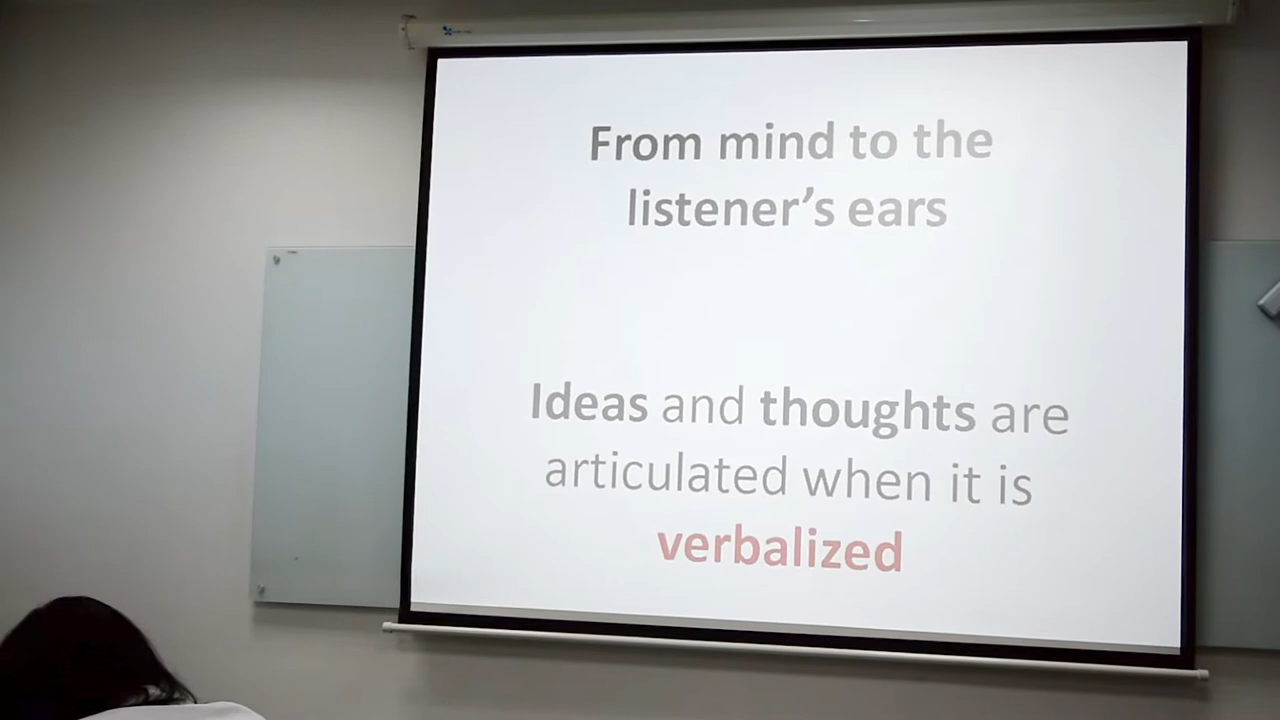 From mind to the
listener's ears
Ideas and thoughts are
articulated when it is
verbalized